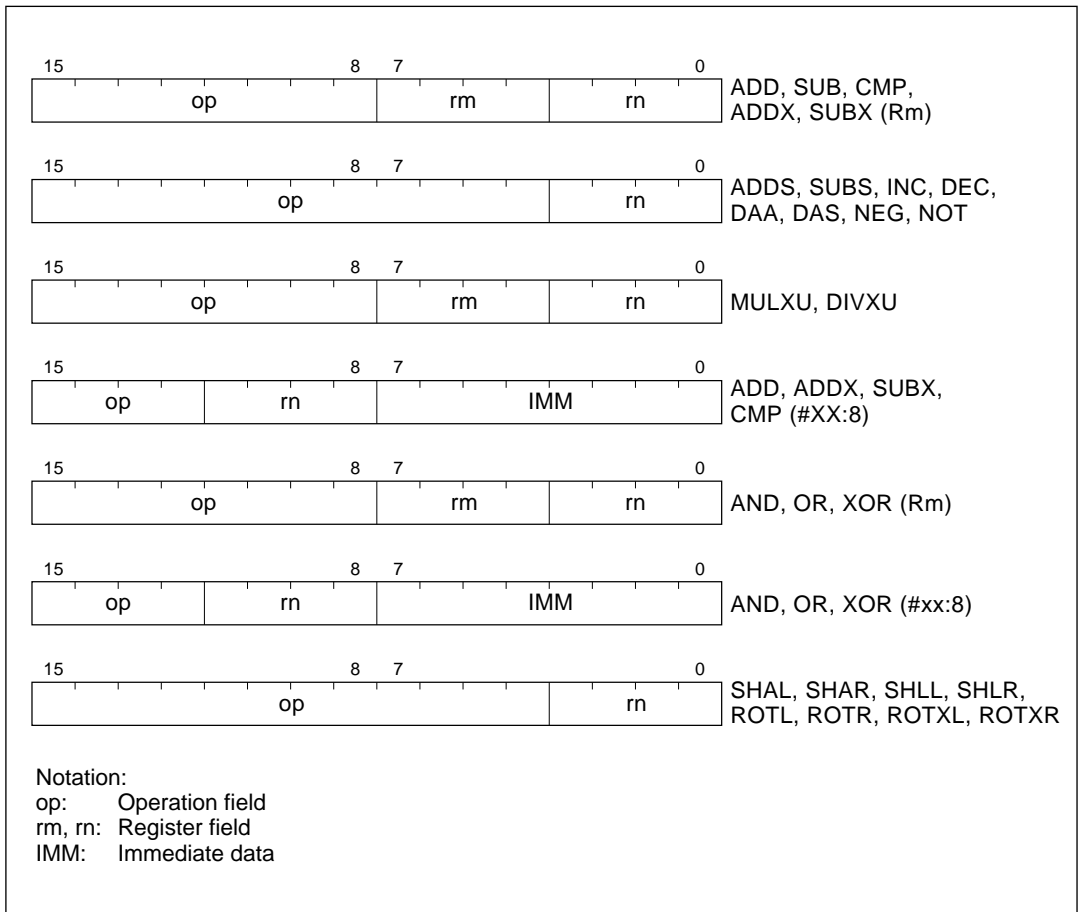 15 8 7 0
op rm rn
ADD, SUB, CMP,
ADDX, SUBX (Rm)
15 8 7 0
op rn
ADDS, SUBS, INC, DEC,
DAA, DAS, NEG, NOT
15 8 7 0
op rm rn
MULXU, DIVXU
15 8 7 0
op rn IMM
ADD, ADDX, SUBX,
CMP (#XX:8)
15 8 7 0
op rm rn
AND, OR, XOR (Rm)
15 8 7 0
op rn IMM
AND, OR, XOR (#xx:8)
15 8 7 0
op rn
SHAL, SHAR, SHLL, SHLR,
ROTL, ROTR, ROTXL, ROTXR
Notation:
op: Operation field
rm, rn: Register field
IMM: Immediate data